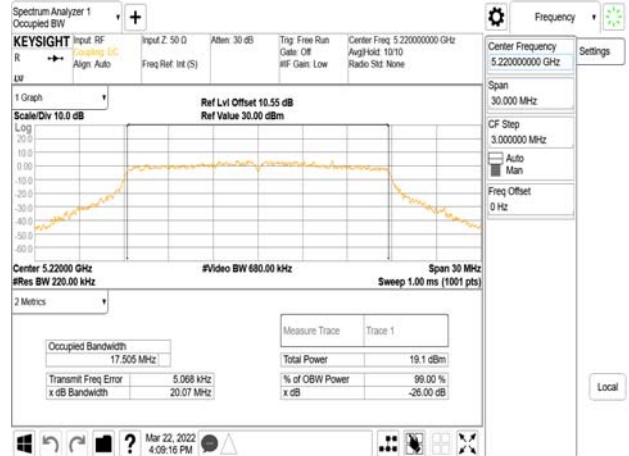 Spectrum Analyzer 1
Occupied BW
Frequency
KEYSIGHT
Input: RF
Coupling: DC
Align: Auto
R
LW
Input Z: 50 Ω
Freq Ref: Int (S)
Atten: 30 dB
Trig: Free Run
Gate: Off
#IF Gain: Low
Center Freq: 5.220000000 GHz
Avg|Hold: 10/10
Radio Std: None
Center Frequency
5.220000000 GHz
Settings
Span
30.000 MHz
CF Step
3.000000 MHz
Auto
Man
Freq Offset
0 Hz
1 Graph
Scale/Div 10.0 dB
Ref Lvl Offset 10.55 dB
Ref Value 30.00 dBm
Log
20.0
10.0
0.00
-10.0
-20.0
-30.0
-40.0
-50.0
-60.0
Center 5.22000 GHz
#Res BW 220.00 kHz
#Video BW 680.00 kHz
Span 30 MHz
Sweep 1.00 ms (1001 pts)
2 Metrics
Measure Trace
Trace 1
Occupied Bandwidth
17.505 MHz
Total Power
19.1 dBm
Transmit Freq Error
5.068 kHz
% of OBW Power
99.00 %
x dB Bandwidth
20.07 MHz
x dB
-26.00 dB
Local
?
Mar 22, 2022
4:09:16 PM